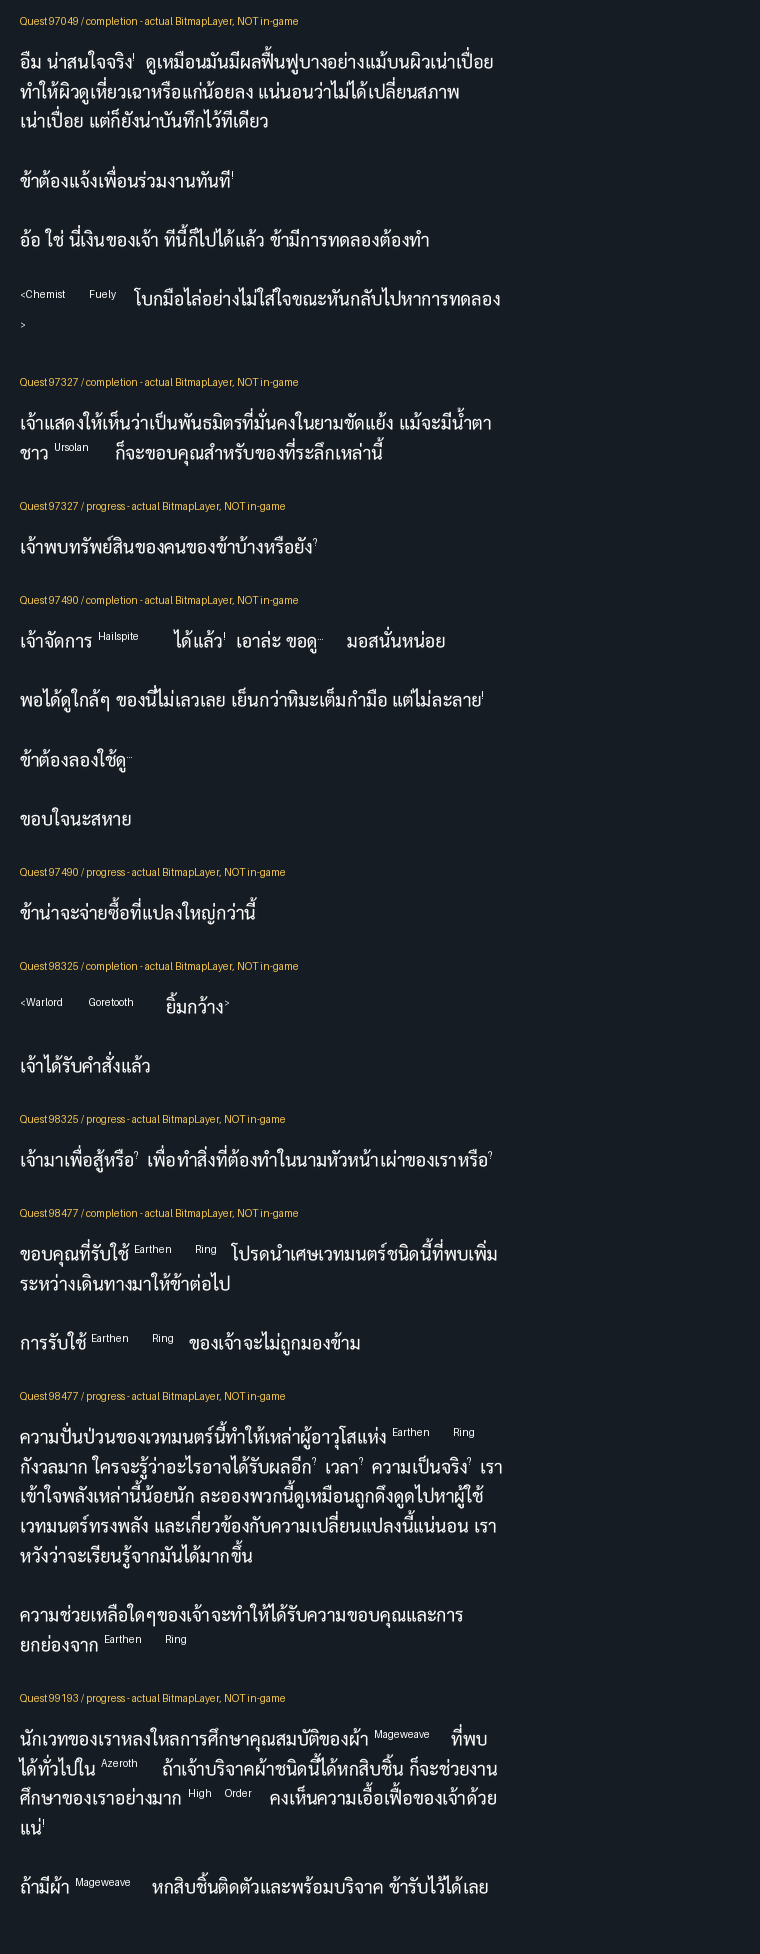 Quest 97049 / completion - actual BitmapLayer, NOT in-game
อืม น่าสนใจจริง! ดูเหมือนมันมีผลฟื้นฟูบางอย่างแม้บนผิวเน่าเปื่อย
ทำให้ผิวดูเหี่ยวเฉาหรือแก่น้อยลง แน่นอนว่าไม่ได้เปลี่ยนสภาพ
เน่าเปื่อย แต่ก็ยังน่าบันทึกไว้ทีเดียว
ข้าต้องแจ้งเพื่อนร่วมงานทันที!
อ้อ ใช่ นี่เงินของเจ้า ทีนี้ก็ไปได้แล้ว ข้ามีการทดลองต้องทำ
<Chemist Fuely โบกมือไล่อย่างไม่ใส่ใจขณะหันกลับไปหาการทดลอง
>
Quest 97327 / completion - actual BitmapLayer, NOT in-game
เจ้าแสดงให้เห็นว่าเป็นพันธมิตรที่มั่นคงในยามขัดแย้ง แม้จะมีน้ำตา
ชาว Ursolan ก็จะขอบคุณสำหรับของที่ระลึกเหล่านี้
Quest 97327 / progress - actual BitmapLayer, NOT in-game
เจ้าพบทรัพย์สินของคนของข้าบ้างหรือยัง?
Quest 97490 / completion - actual BitmapLayer, NOT in-game
เจ้าจัดการ Hailspite ได้แล้ว! เอาล่ะ ขอดู... มอสนั่นหน่อย
พอได้ดูใกล้ๆ ของนี่ไม่เลวเลย เย็นกว่าหิมะเต็มกำมือ แต่ไม่ละลาย!
ข้าต้องลองใช้ดู...
ขอบใจนะสหาย
Quest 97490 / progress - actual BitmapLayer, NOT in-game
ข้าน่าจะจ่ายซื้อที่แปลงใหญ่กว่านี้
Quest 98325 / completion - actual BitmapLayer, NOT in-game
<Warlord Goretooth ยิ้มกว้าง>
เจ้าได้รับคำสั่งแล้ว
Quest 98325 / progress - actual BitmapLayer, NOT in-game
เจ้ามาเพื่อสู้หรือ? เพื่อทำสิ่งที่ต้องทำในนามหัวหน้าเผ่าของเราหรือ?
Quest 98477 / completion - actual BitmapLayer, NOT in-game
ขอบคุณที่รับใช้ Earthen Ring โปรดนำเศษเวทมนตร์ชนิดนี้ที่พบเพิ่ม
ระหว่างเดินทางมาให้ข้าต่อไป
การรับใช้ Earthen Ring ของเจ้าจะไม่ถูกมองข้าม
Quest 98477 / progress - actual BitmapLayer, NOT in-game
ความปั่นป่วนของเวทมนตร์นี้ทำให้เหล่าผู้อาวุโสแห่ง Earthen Ring
กังวลมาก ใครจะรู้ว่าอะไรอาจได้รับผลอีก? เวลา? ความเป็นจริง? เรา
เข้าใจพลังเหล่านี้น้อยนัก ละอองพวกนี้ดูเหมือนถูกดึงดูดไปหาผู้ใช้
เวทมนตร์ทรงพลัง และเกี่ยวข้องกับความเปลี่ยนแปลงนี้แน่นอน เรา
หวังว่าจะเรียนรู้จากมันได้มากขึ้น
ความช่วยเหลือใดๆของเจ้าจะทำให้ได้รับความขอบคุณและการ
ยกย่องจาก Earthen Ring
Quest 99193 / progress - actual BitmapLayer, NOT in-game
นักเวทของเราหลงใหลการศึกษาคุณสมบัติของผ้า Mageweave ที่พบ
ได้ทั่วไปใน Azeroth ถ้าเจ้าบริจาคผ้าชนิดนี้ได้หกสิบชิ้น ก็จะช่วยงาน
ศึกษาของเราอย่างมาก High Order คงเห็นความเอื้อเฟื้อของเจ้าด้วย
แน่!
ถ้ามีผ้า Mageweave หกสิบชิ้นติดตัวและพร้อมบริจาค ข้ารับไว้ได้เลย